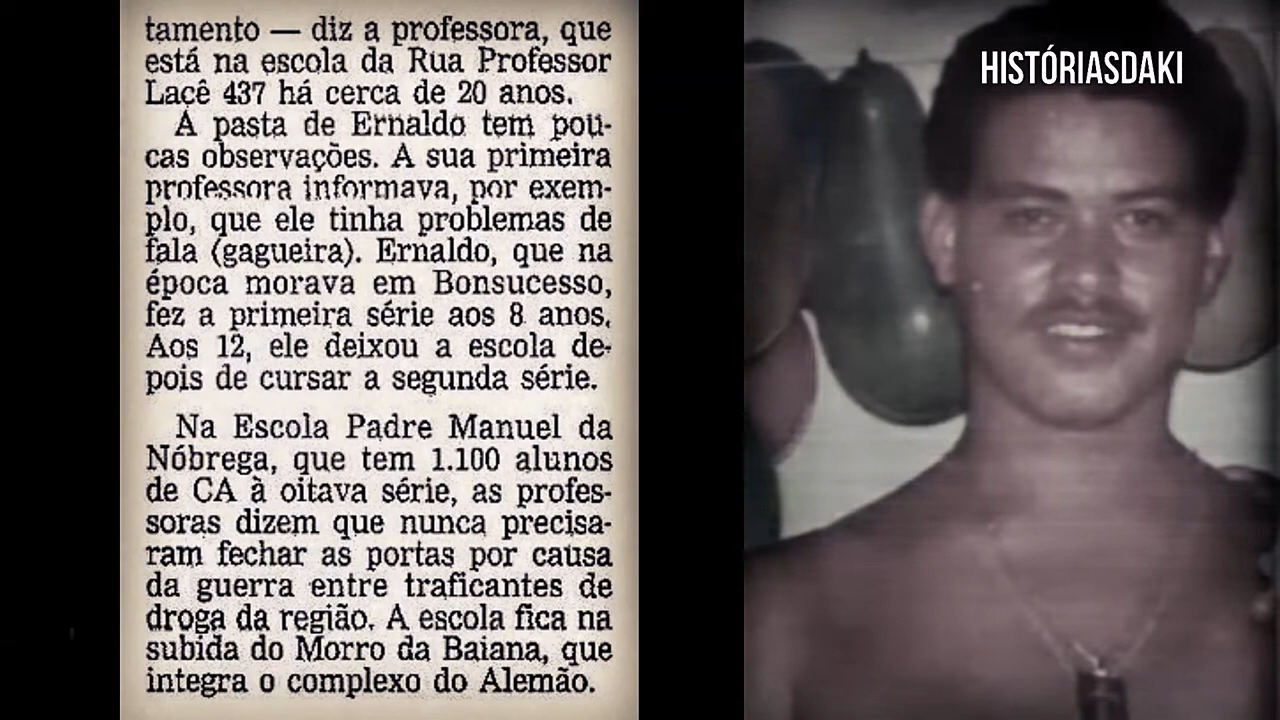 tamento — diz a professora, que
está na escola da Rua Professor
Lacê 437 há cerca de 20 anos.
A pasta de Ernaldo tem pou-
cas observações. A sua primeira
professora informava, por exem-
plo, que ele tinha problemas de
fala (gagueira). Ernaldo, que na
época morava em Bonsucesso,
fez a primeira série aos 8 anos.
Aos 12, ele deixou a escola de-
pois de cursar a segunda série.
Na Escola Padre Manuel da
Nóbrega, que tem 1.100 alunos
de CA à oitava série, as profes-
soras dizem que nunca precisa-
ram fechar as portas por causa
da guerra entre traficantes de
droga da região. A escola fica na
subida do Morro da Baiana, que
integra o complexo do Alemão.
HISTÓRIASDAKI